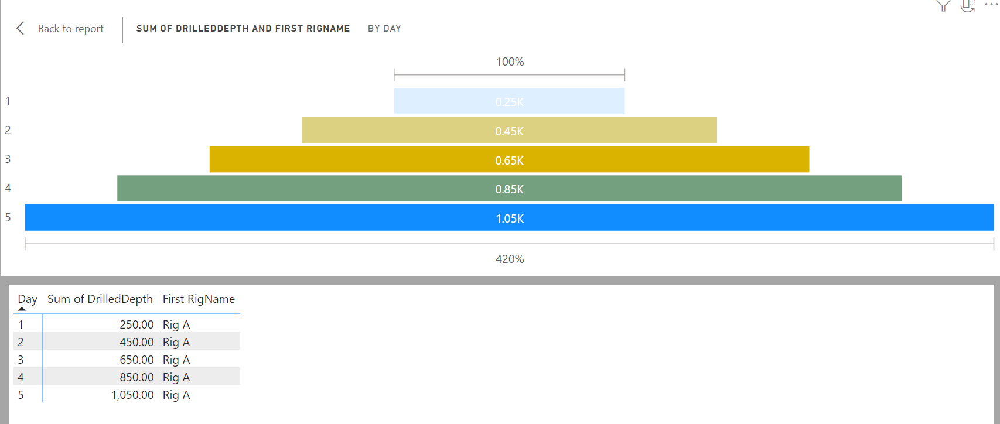 Back to report SUM OF DRILLEDDEPTH AND FIRST RIGNAME BY DAY
100%
1 0.25K
2 0.45K
3 0.65K
4 0.85K
5 1.05K
420%
Day Sum of DrilledDepth First RigName
1 250.00 Rig A
2 450.00 Rig A
3 650.00 Rig A
4 850.00 Rig A
5 1,050.00 Rig A